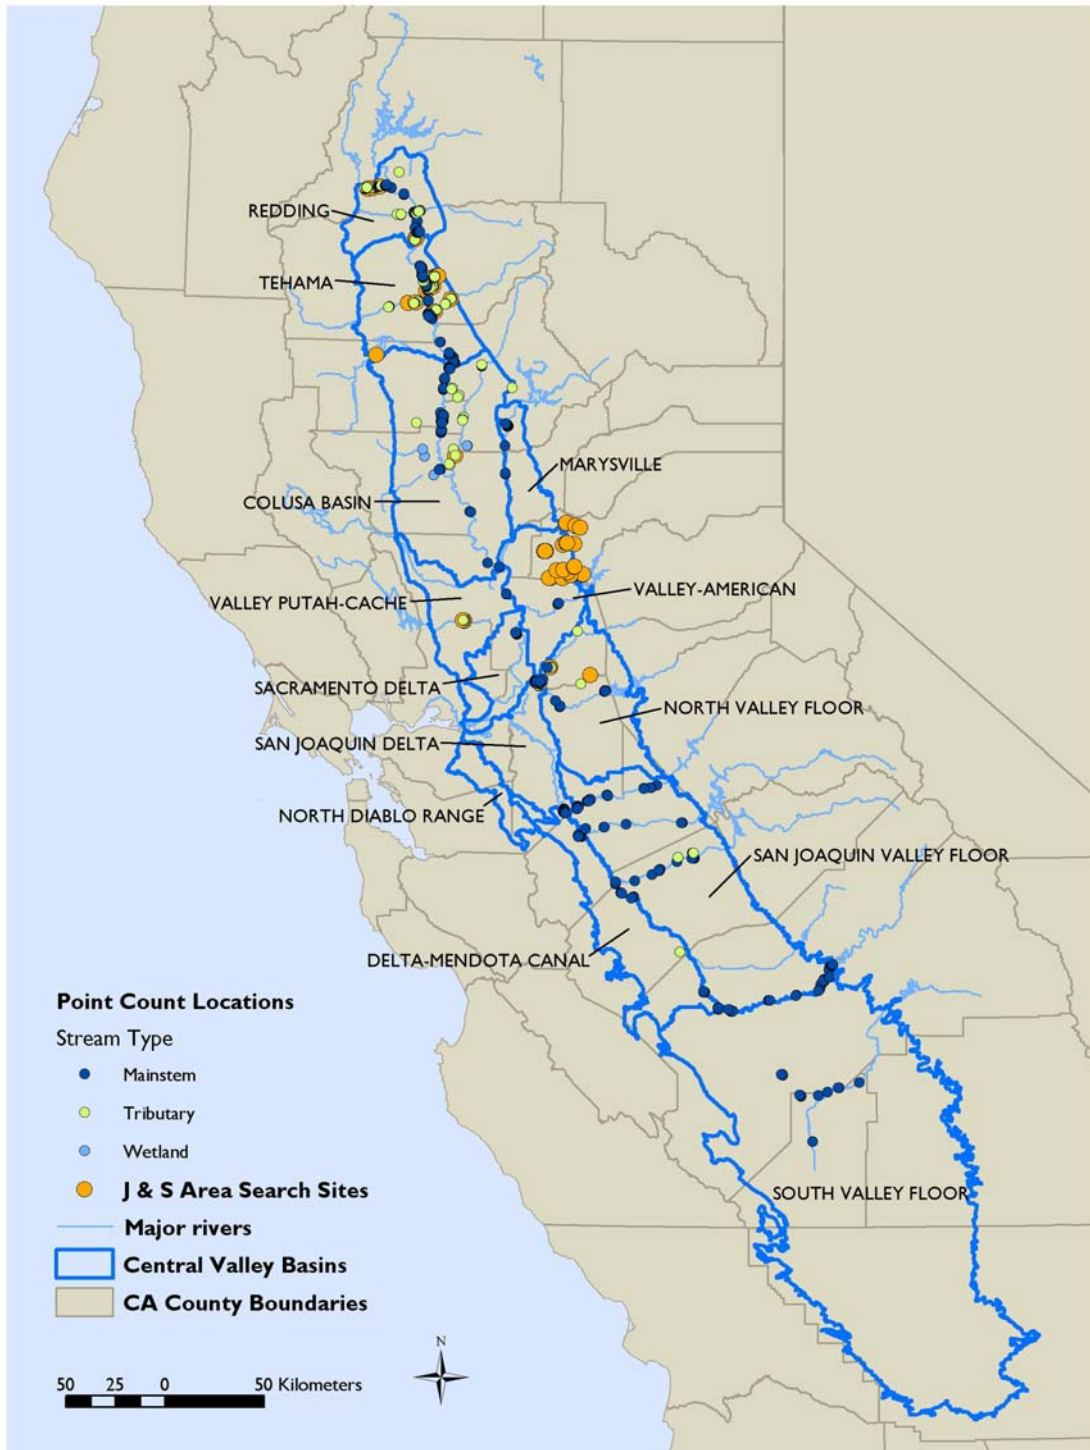 REDDING
TEHAMA
MARYSVILLE
COLUSA BASIN
VALLEY-AMERICAN
VALLEY PUTAH-CACHE
SACRAMENTO DELTA
NORTH VALLEY FLOOR
SAN JOAQUIN DELTA
NORTH DIABLO RANGE
SAN JOAQUIN VALLEY FLOOR
DELTA-MENDOTA CANAL
SOUTH VALLEY FLOOR
Point Count Locations
Stream Type
Mainstem
Tributary
Wetland
J & S Area Search Sites
Major rivers
Central Valley Basins
CA County Boundaries
N
50 25 0 50 Kilometers